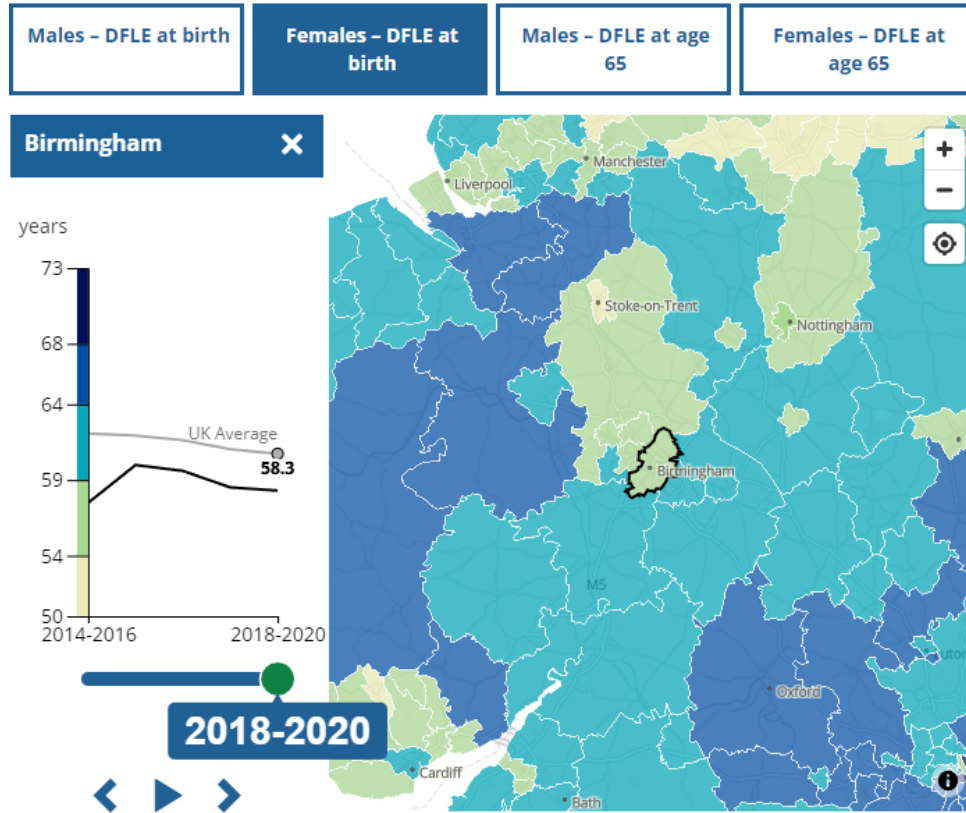 Males – DFLE at birth
Females – DFLE at
birth
Males – DFLE at age
65
Females – DFLE at
age 65
Birmingham
years
73
68
64
59
54
50
UK Average
58.3
2014-2016
2018-2020
2018-2020
Manchester
Liverpool
Stoke-on-Trent
Nottingham
Birmingham
M5
Oxford
uton
Cardiff
Bath